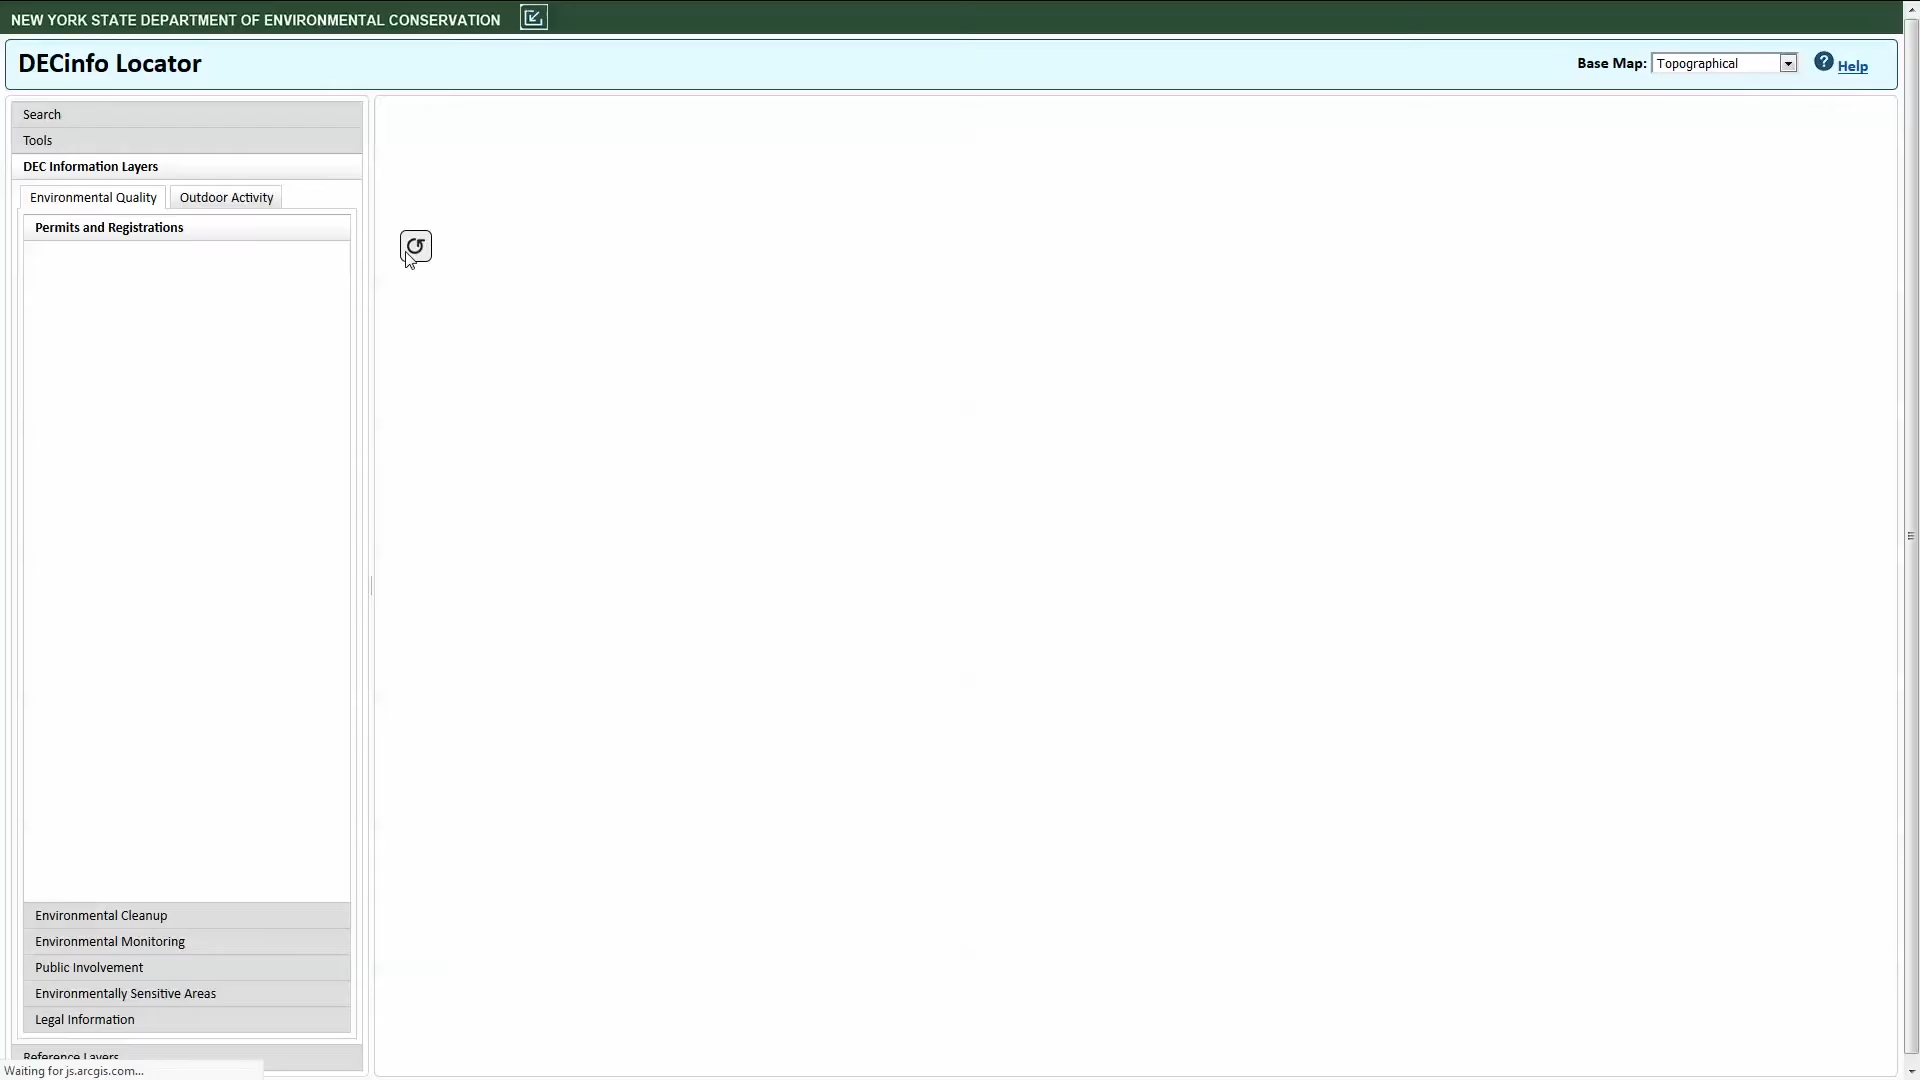 NEW YORK STATE DEPARTMENT OF ENVIRONMENTAL CONSERVATION
DECinfo Locator
Base Map: Topographical
? Help
Search
Tools
DEC Information Layers
Environmental Quality Outdoor Activity
Permits and Registrations
Environmental Cleanup
Environmental Monitoring
Public Involvement
Environmentally Sensitive Areas
Legal Information
Reference Layers
Waiting for js.arcgis.com...